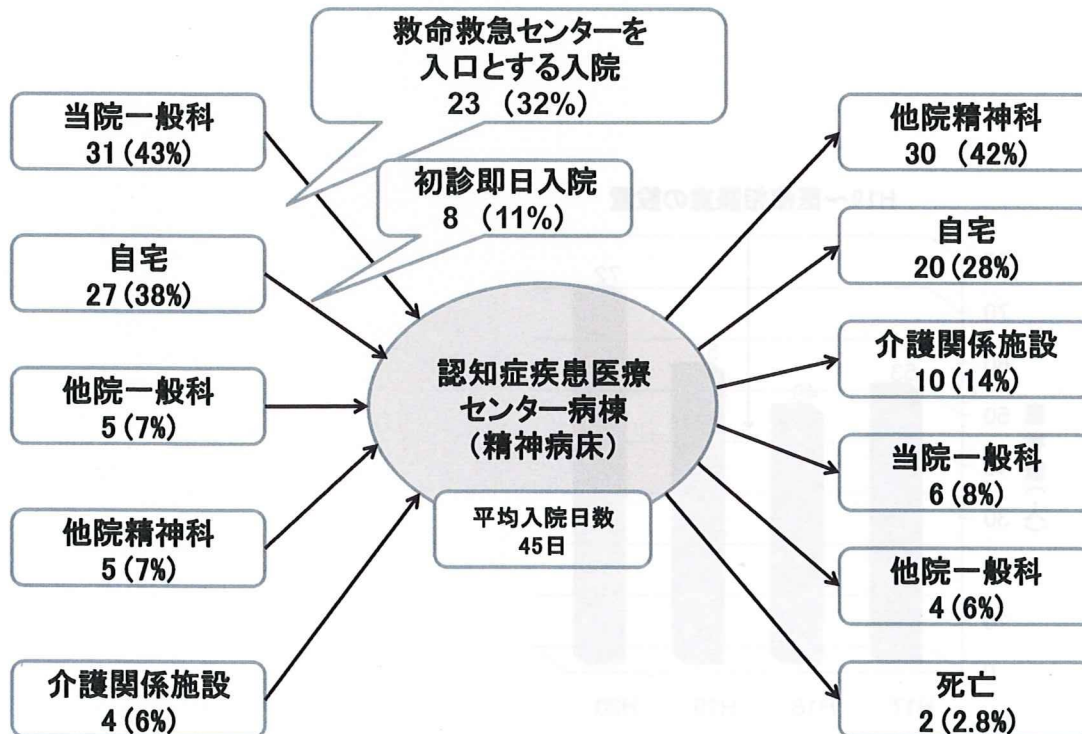 救命救急センターを
入口とする入院
23 (32%)
初診即日入院
8 (11%)
当院一般科
31(43%)
自宅
27(38%)
他院一般科
5(7%)
他院精神科
5(7%)
介護関係施設
4(6%)
認知症疾患医療
センター病棟
(精神病床)
平均入院日数
45日
他院精神科
30 (42%)
自宅
20(28%)
介護関係施設
10(14%)
当院一般科
6(8%)
他院一般科
4(6%)
死亡
2(2.8%)